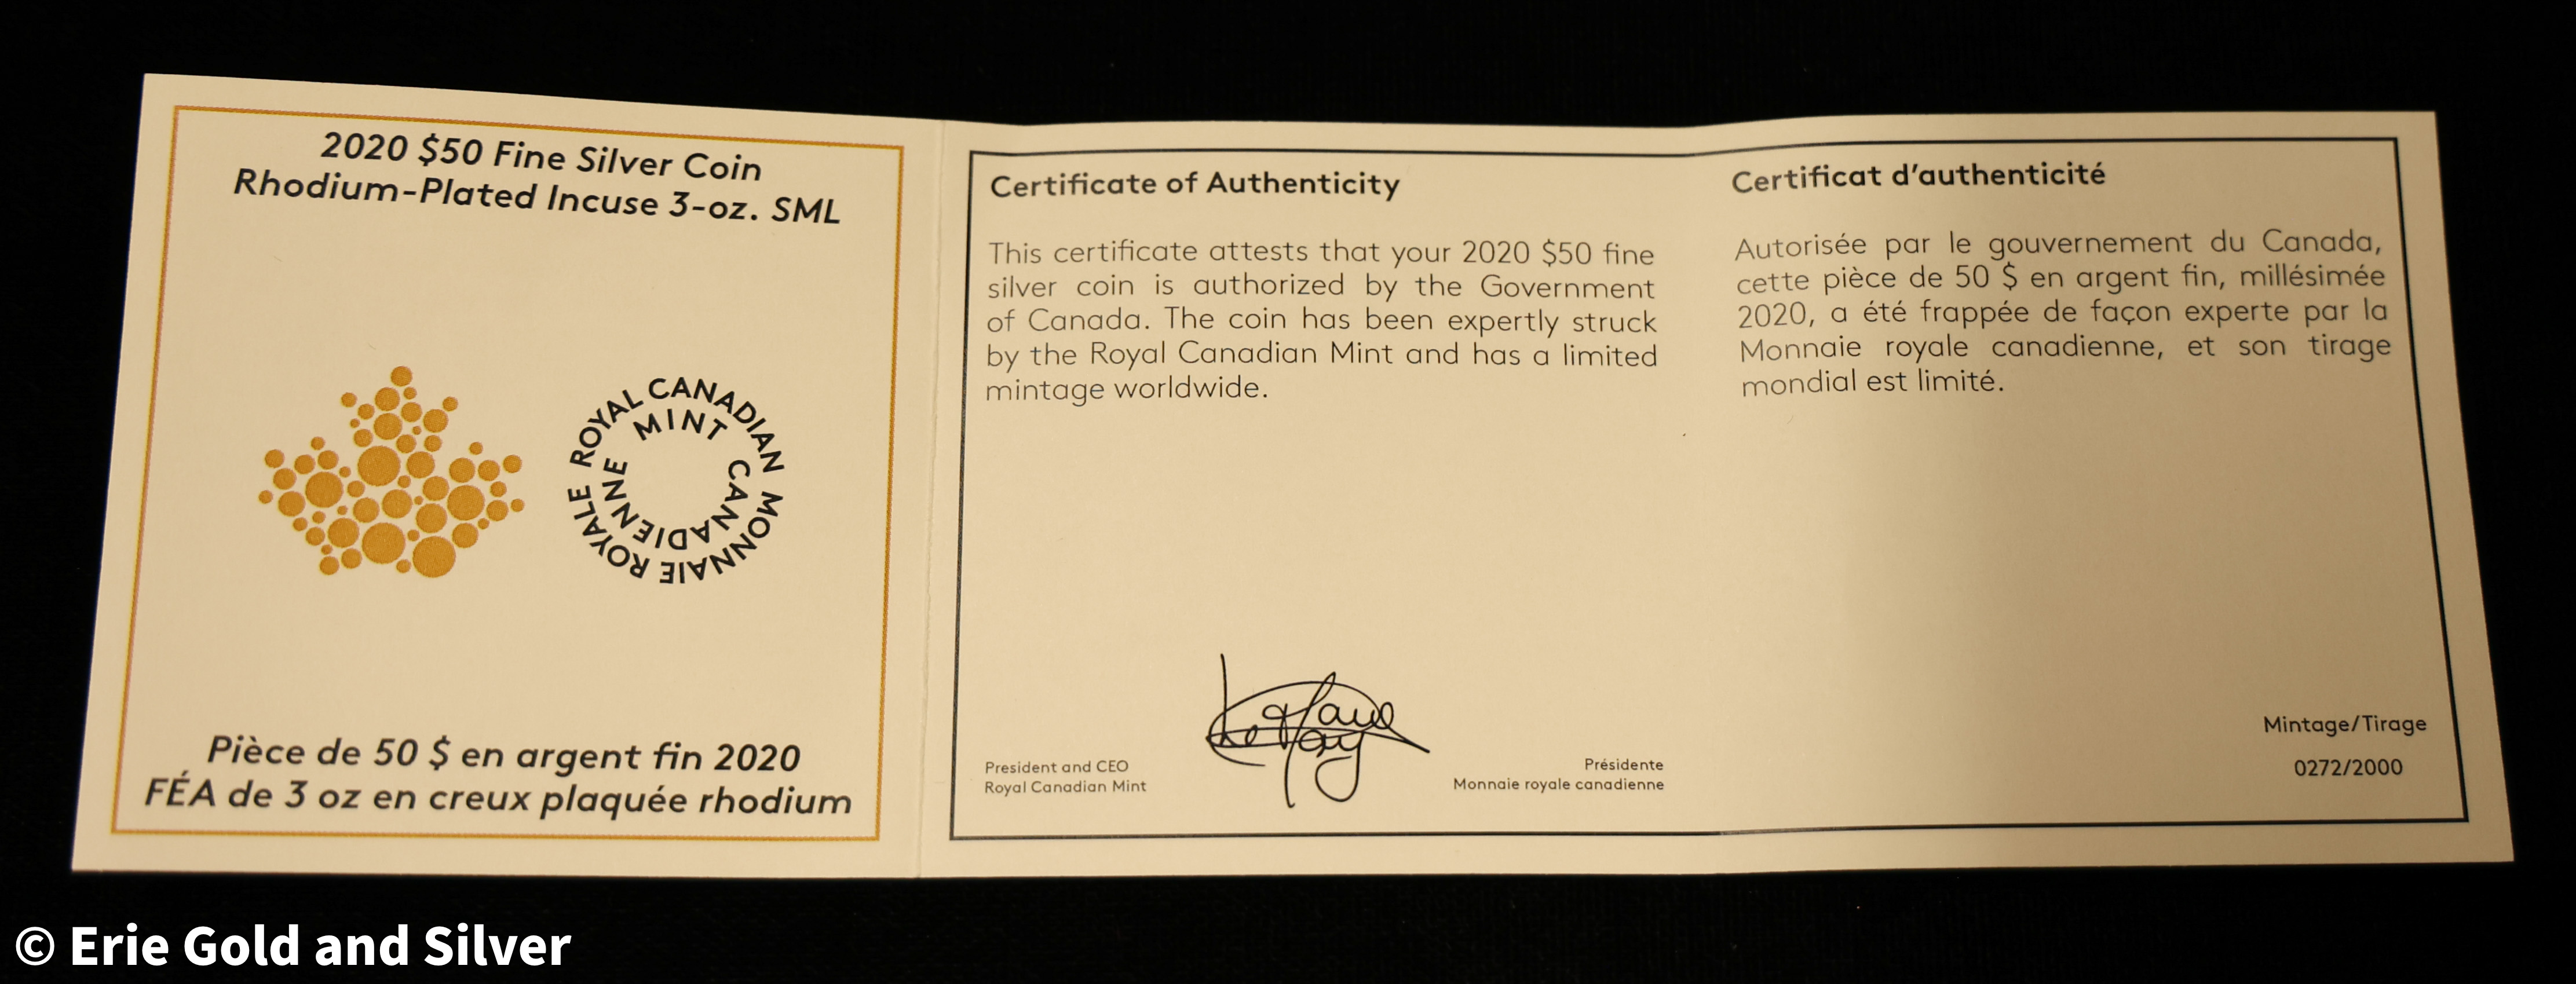 2020 $50 Fine Silver Coin
Rhodium-Plated Incuse 3-oz. SML
ROYAL CANADIAN
MINT
MONNAIE ROYALE
CANADIENNE
Pièce de 50 $ en argent fin 2020
FÉA de 3 oz en creux plaquée rhodium
Certificate of Authenticity
This certificate attests that your 2020 $50 fine
silver coin is authorized by the Government
of Canada. The coin has been expertly struck
by the Royal Canadian Mint and has a limited
mintage worldwide.
President and CEO
Royal Canadian Mint
Présidente
Monnaie royale canadienne
Certificat d'authenticité
Autorisée par le gouvernement du Canada,
cette pièce de 50 $ en argent fin, millésimée
2020, a été frappée de façon experte par la
Monnaie royale canadienne, et son tirage
mondial est limité.
Mintage/Tirage
0272/2000
© Erie Gold and Silver